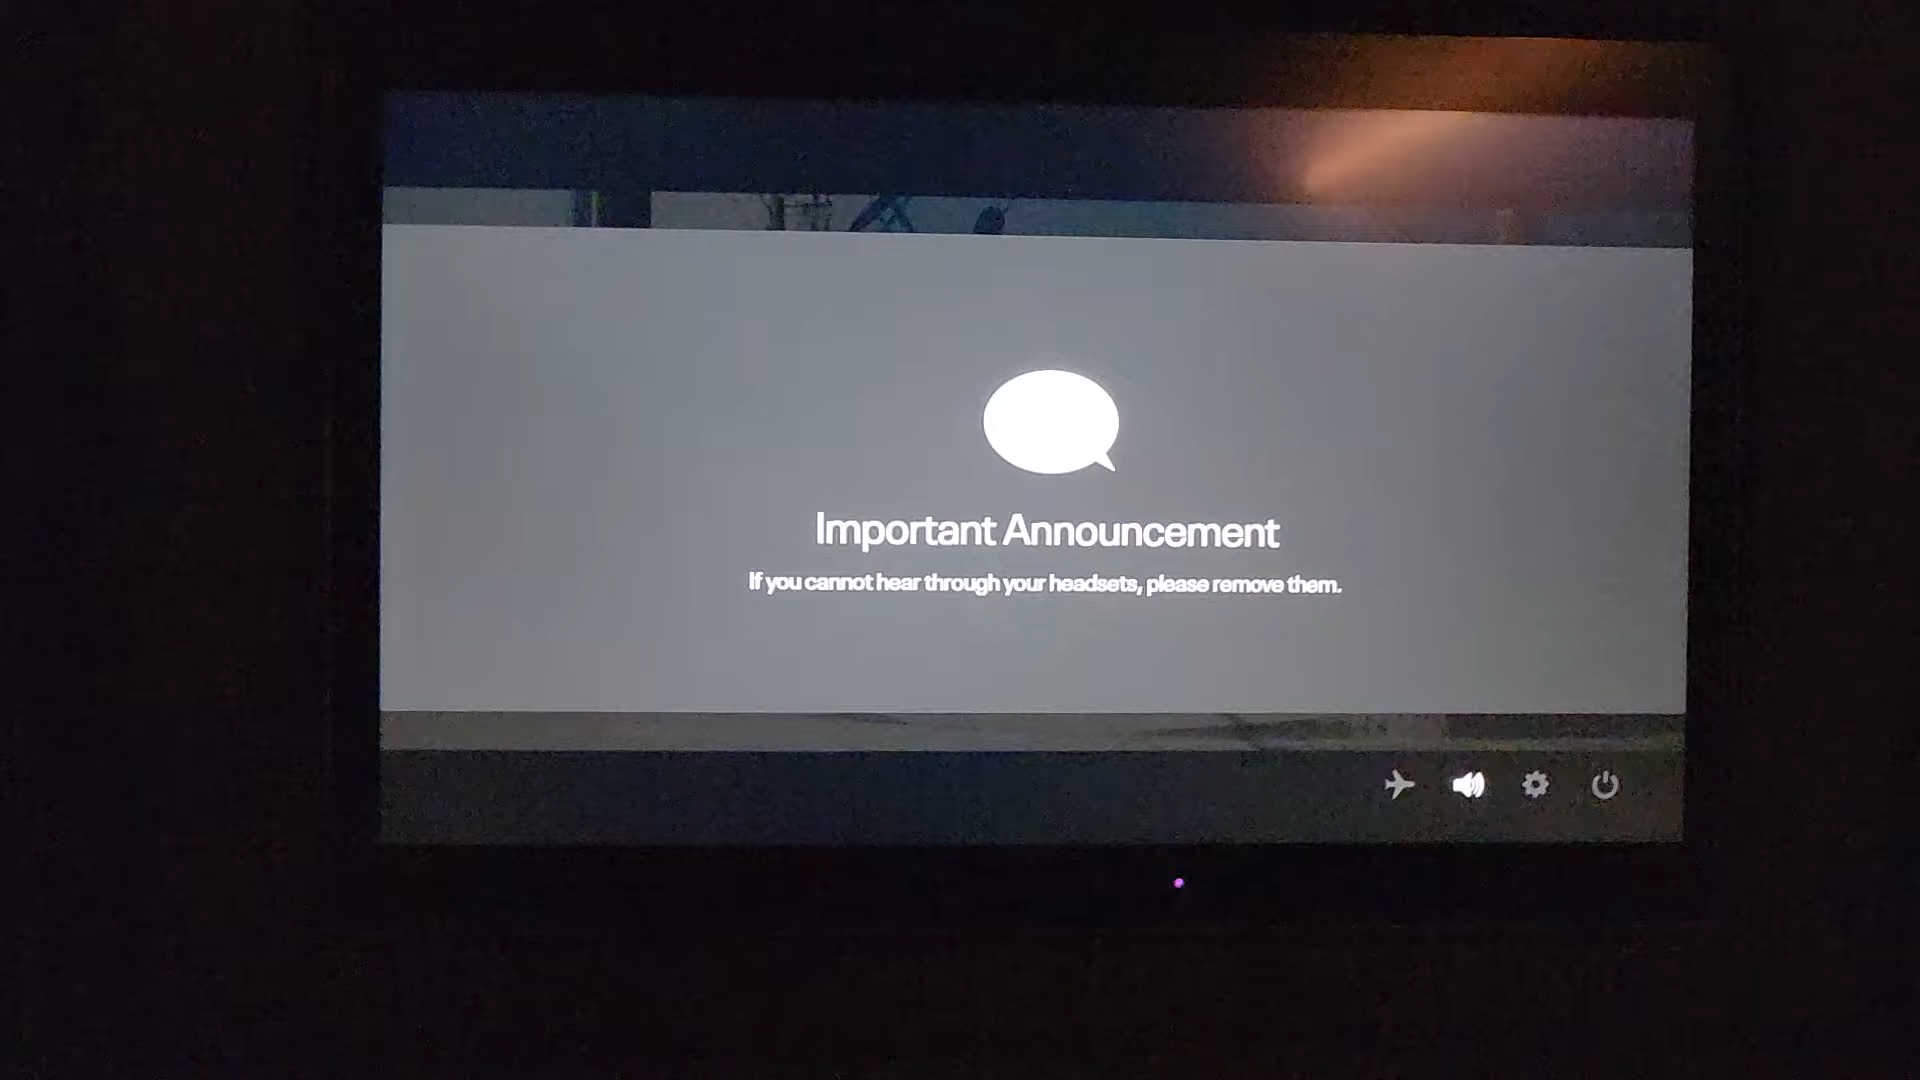 Important Announcement
If you cannot hear through your headsets, please remove them.